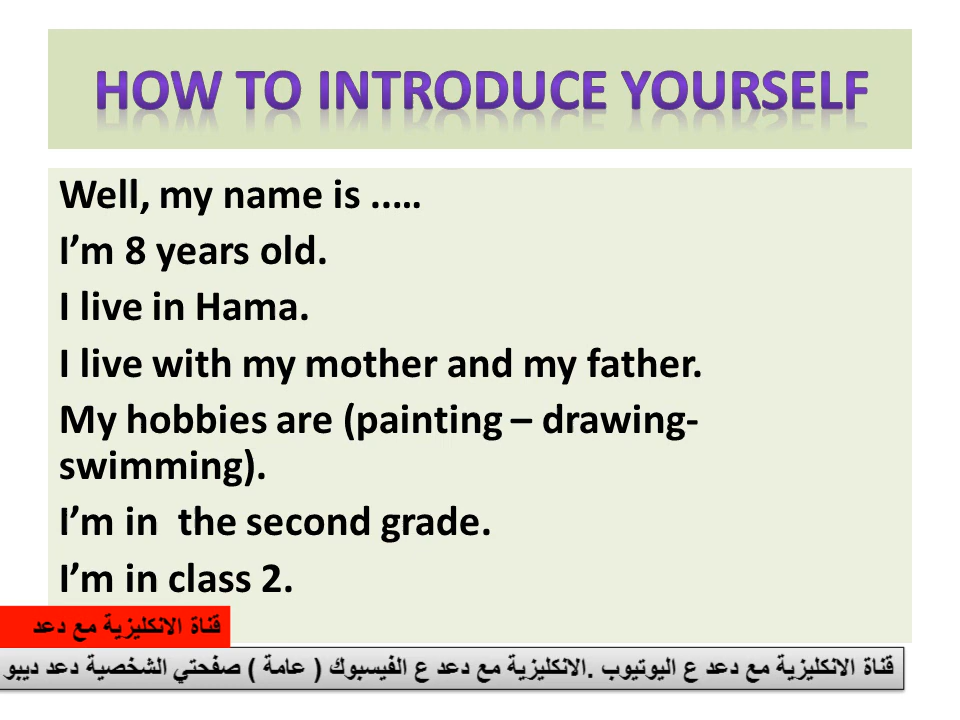 HOW TO INTRODUCE YOURSELF
Well, my name is .....
I’m 8 years old.
I live in Hama.
I live with my mother and my father.
My hobbies are (painting – drawing-
swimming).
I’m in  the second grade.
I’m in class 2.
قناة الانكليزية مع دعد
قناة الانكليزية مع دعد ع اليوتيوب .الانكليزية مع دعد ع الفيسبوك ( عامة ) صفحتي الشخصية دعد ديبو